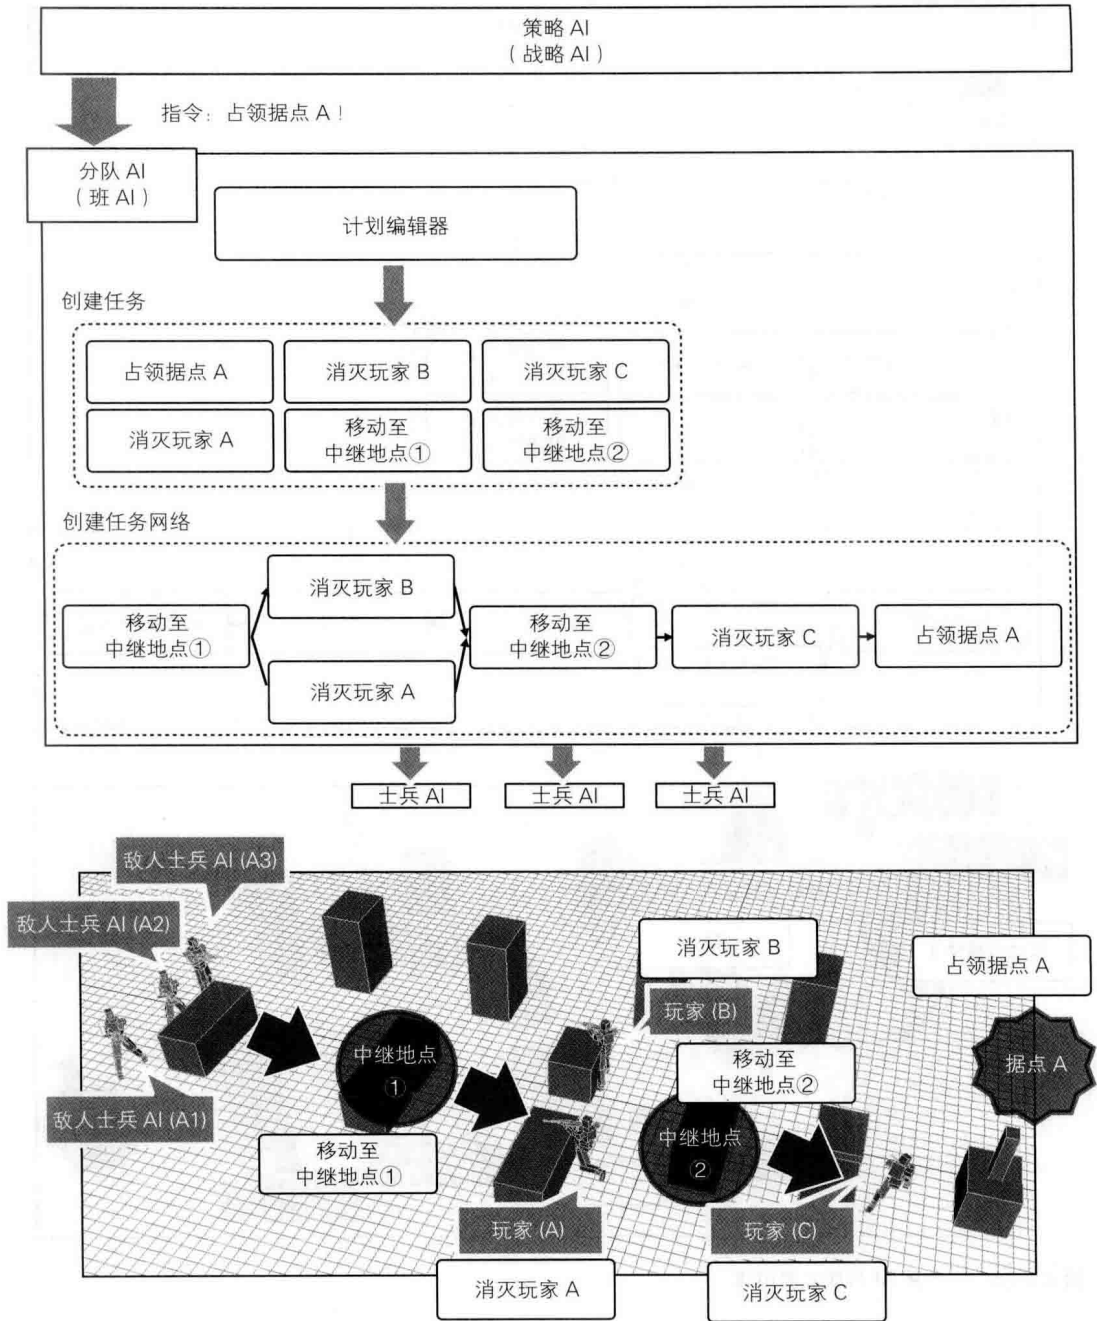 策略 AI
（战略 AI）
指令：占领据点 A！
分队 AI
（班 AI）
计划编辑器
创建任务
占领据点 A
消灭玩家 B
消灭玩家 C
消灭玩家 A
移动至
中继地点①
移动至
中继地点②
创建任务网络
移动至
中继地点①
消灭玩家 B
消灭玩家 A
移动至
中继地点②
消灭玩家 C
占领据点 A
士兵 AI
士兵 AI
士兵 AI
敌人士兵 AI (A3)
敌人士兵 AI (A2)
敌人士兵 AI (A1)
中继地点
①
移动至
中继地点①
消灭玩家 B
玩家 (B)
移动至
中继地点②
中继地点
②
占领据点 A
据点 A
玩家 (A)
消灭玩家 A
玩家 (C)
消灭玩家 C